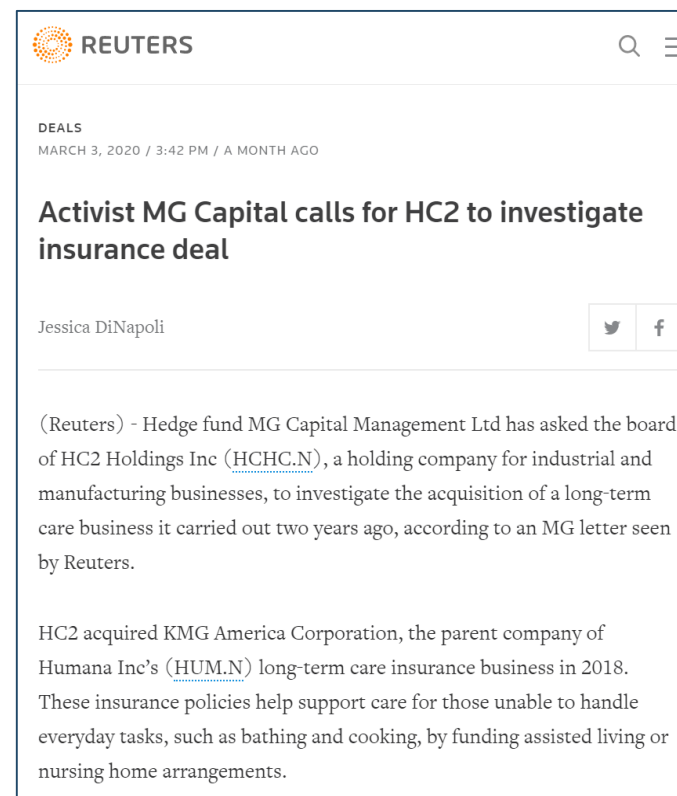 REUTERS
DEALS
MARCH 3, 2020 / 3:42 PM / A MONTH AGO
Activist MG Capital calls for HC2 to investigate
insurance deal
Jessica DiNapoli
(Reuters) - Hedge fund MG Capital Management Ltd has asked the board
of HC2 Holdings Inc (HCHC.N), a holding company for industrial and
manufacturing businesses, to investigate the acquisition of a long-term
care business it carried out two years ago, according to an MG letter seen
by Reuters.
HC2 acquired KMG America Corporation, the parent company of
Humana Inc’s (HUM.N) long-term care insurance business in 2018.
These insurance policies help support care for those unable to handle
everyday tasks, such as bathing and cooking, by funding assisted living or
nursing home arrangements.